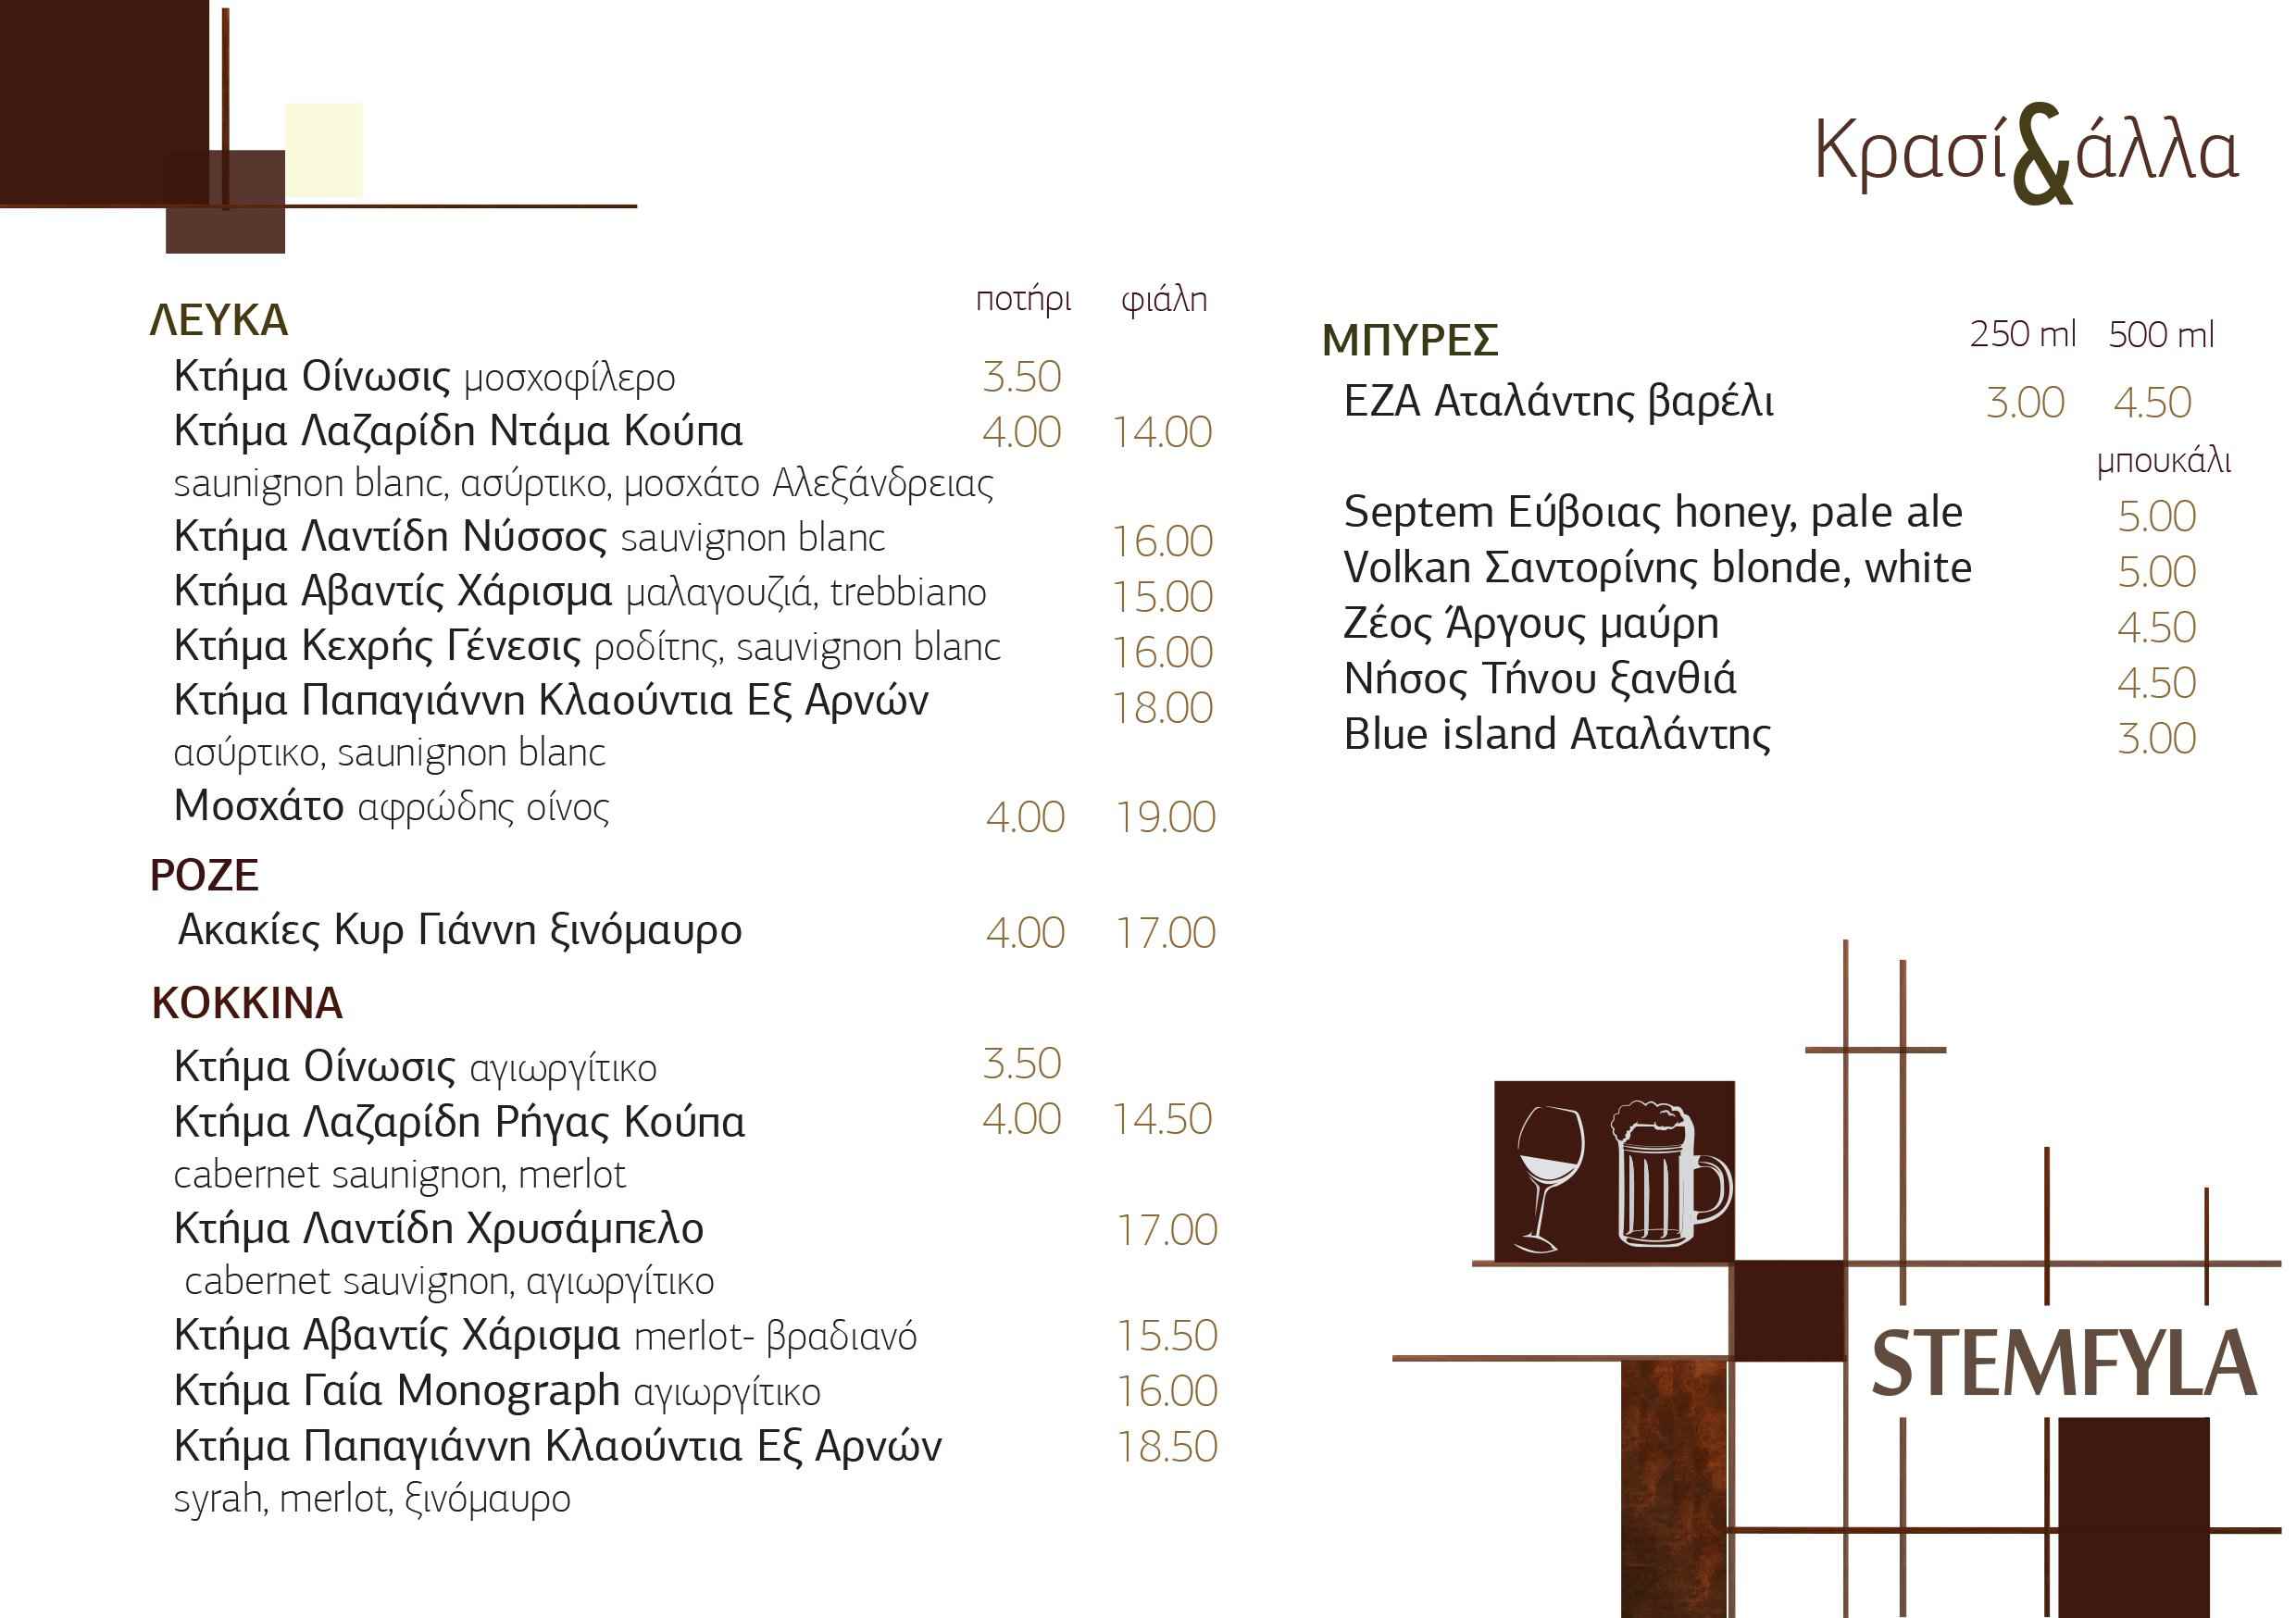 Κρασί&άλλα
ΛΕΥΚΑ ποτήρι φιάλη
Κτήμα Οίνωσις μοσχοφίλερο 3.50
Κτήμα Λαζαρίδη Ντάμα Κούπα 4.00 14.00
saunignon blanc, ασύρτικο, μοσχάτο Αλεξάνδρειας
Κτήμα Λαντίδη Νύσσος sauvignon blanc 16.00
Κτήμα Αβαντίς Χάρισμα μαλαγουζιά, trebbiano 15.00
Κτήμα Κεχρής Γένεσις ροδίτης, sauvignon blanc 16.00
Κτήμα Παπαγιάννη Κλαούντια Εξ Αρνών 18.00
ασύρτικο, saunignon blanc
Μοσχάτο αφρώδης οίνος 4.00 19.00
ΡΟΖΕ
Ακακίες Κυρ Γιάννη ξινόμαυρο 4.00 17.00
ΚΟΚΚΙΝΑ
Κτήμα Οίνωσις αγιωργίτικο 3.50
Κτήμα Λαζαρίδη Ρήγας Κούπα 4.00 14.50
cabernet saunignon, merlot
Κτήμα Λαντίδη Χρυσάμπελο 17.00
cabernet sauvignon, αγιωργίτικο
Κτήμα Αβαντίς Χάρισμα merlot- βραδιανό 15.50
Κτήμα Γαία Monograph αγιωργίτικο 16.00
Κτήμα Παπαγιάννη Κλαούντια Εξ Αρνών 18.50
syrah, merlot, ξινόμαυρο
ΜΠΥΡΕΣ 250 ml 500 ml
ΕΖΑ Αταλάντης βαρέλι 3.00 4.50
μπουκάλι
Septem Εύβοιας honey, pale ale 5.00
Volkan Σαντορίνης blonde, white 5.00
Ζέος Άργους μαύρη 4.50
Νήσος Τήνου ξανθιά 4.50
Blue island Αταλάντης 3.00
STEMFYLA